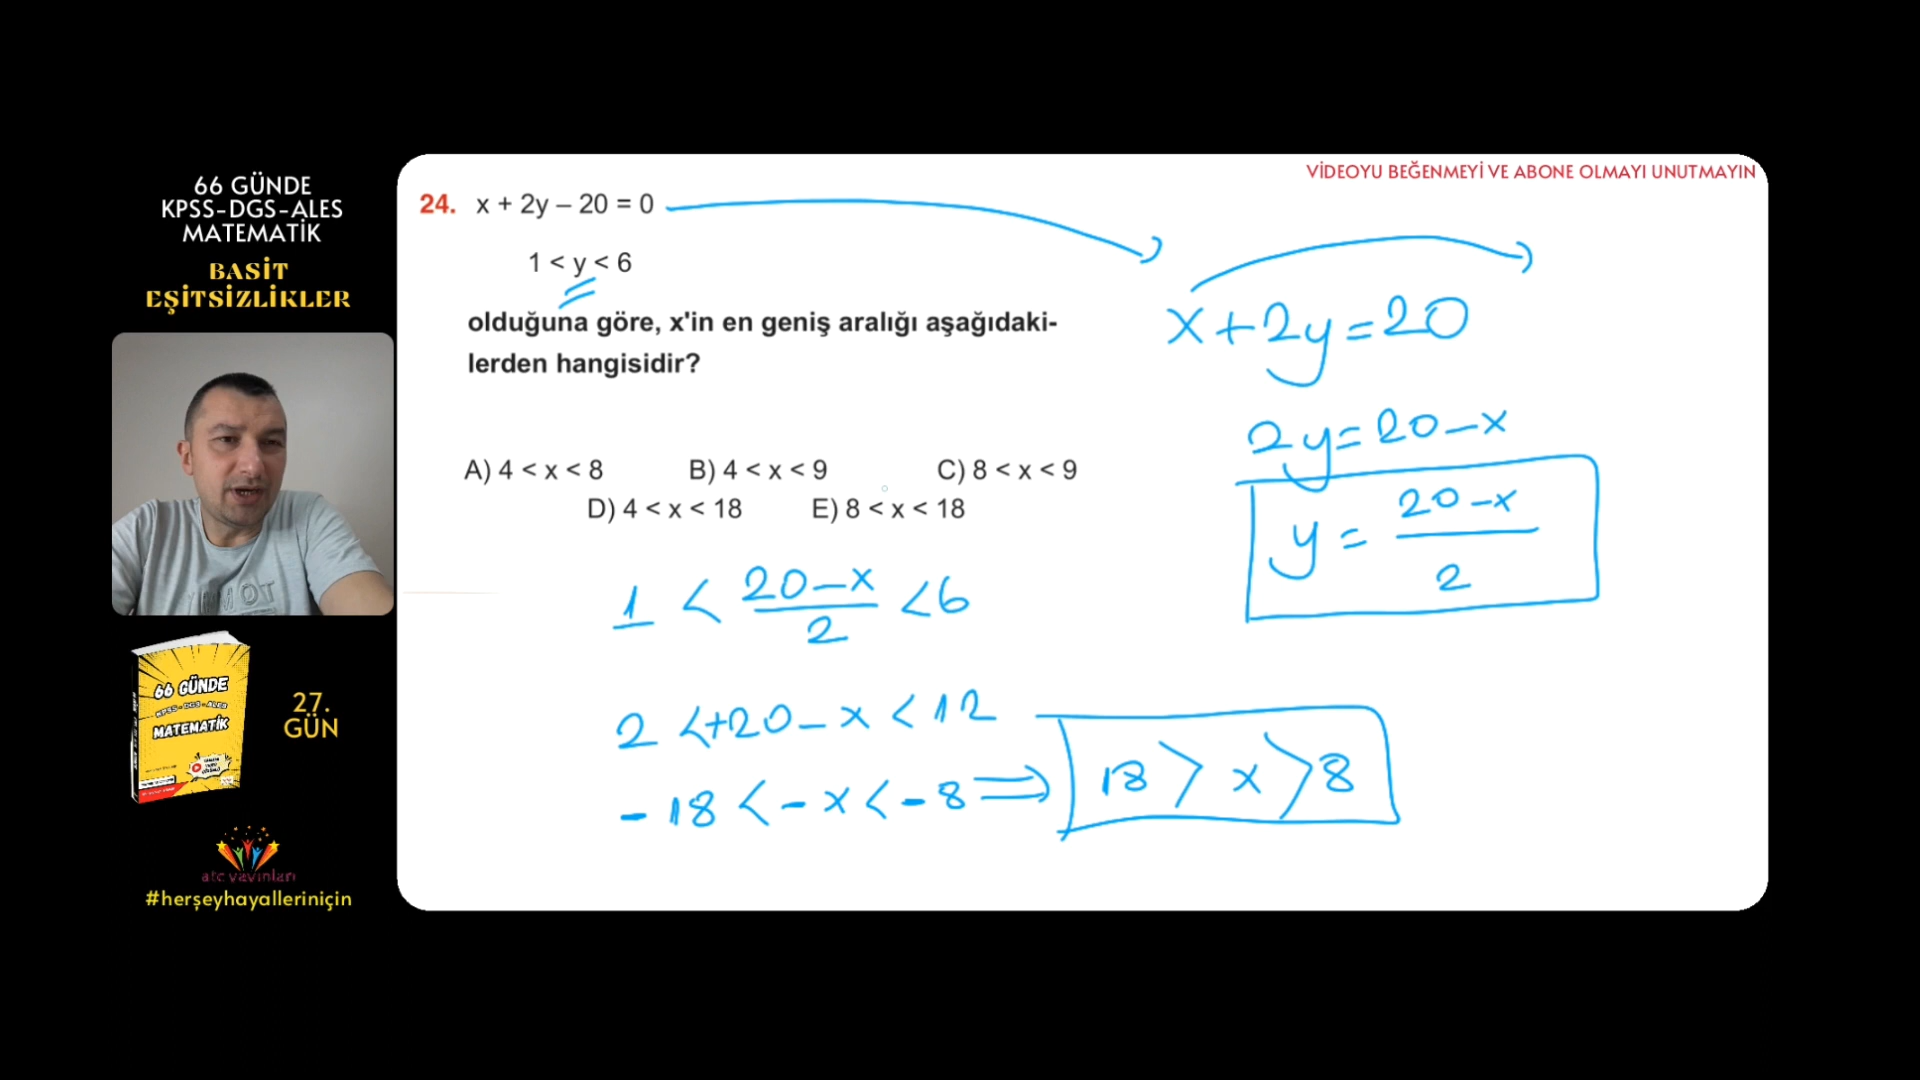 66 GÜNDE
KPSS-DGS-ALES
MATEMATİK
BASİT
EŞİTSİZLİKLER
VİDEOYU BEĞENMEYİ VE ABONE OLMAYI UNUTMAYIN
24. x + 2y – 20 = 0
1 < y < 6
olduğuna göre, x'in en geniş aralığı aşağıdaki-
lerden hangisidir?
A) 4 < x < 8 B) 4 < x < 9 C) 8 < x < 9
D) 4 < x < 18 E) 8 < x < 18
x+2y=20
2y=20-x
y = 20-x
2
1 < 20-x < 6
2
2 <+20-x < 12
-18 < -x < -8 ⇒ 18 > x > 8
66 GÜNDE
KPSS-DGS-ALES
MATEMATİK
27.
GÜN
atc yayınları
#herşeyhayalleriniçin